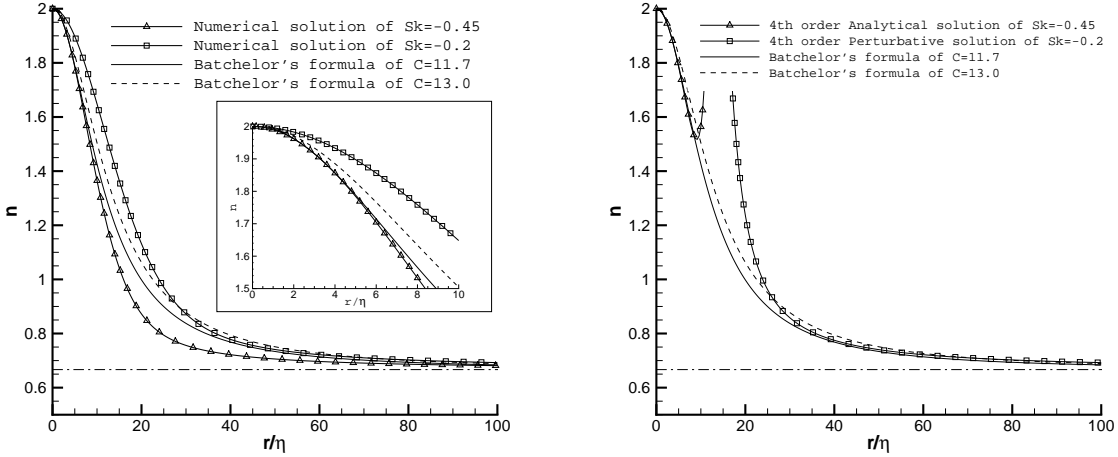 Numerical solution of Sk=-0.45
Numerical solution of Sk=-0.2
Batchelor's formula of C=11.7
Batchelor's formula of C=13.0
n
2
1.8
1.6
1.4
1.2
1
0.8
0.6
0
20
40
60
80
100
r/η
n
2
1.9
1.8
1.7
1.6
1.5
0
2
4
6
8
10
r/η
4th order Analytical solution of Sk=-0.45
4th order Perturbative solution of Sk=-0.2
Batchelor's formula of C=11.7
Batchelor's formula of C=13.0
n
2
1.8
1.6
1.4
1.2
1
0.8
0.6
0
20
40
60
80
100
r/η